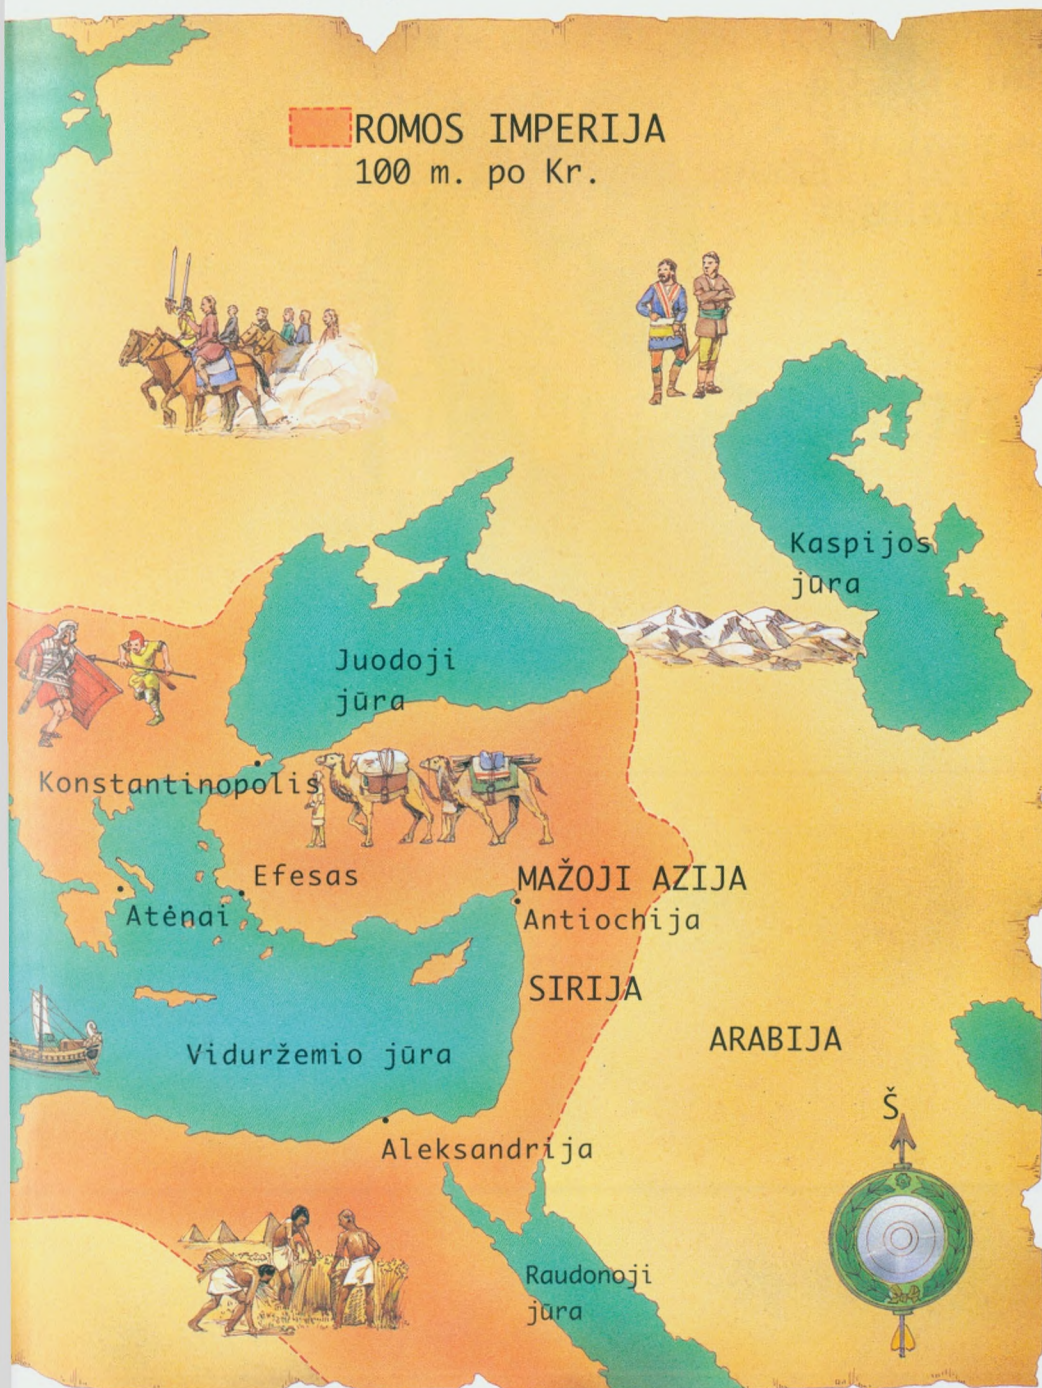 ROMOS IMPERIJA
100 m. po Kr.
Kaspijos
jūra
Juodoji
jūra
Konstantinopolis
Efesas
MAŽOJI AZIJA
Atėnai
Antiochija
SIRIJA
ARABIJA
Viduržemio jūra
Š
Aleksandrija
Raudonoji
jūra